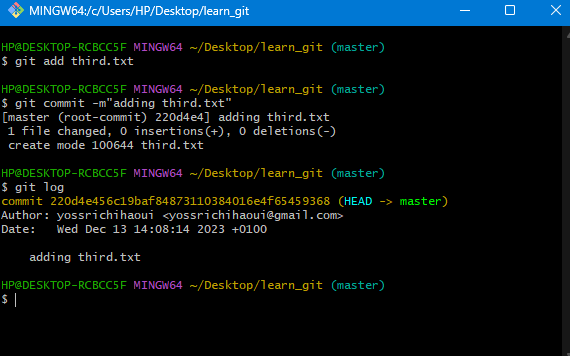 MINGW64:/c/Users/HP/Desktop/learn_git
HP@DESKTOP-RCBCC5F MINGW64 ~/Desktop/learn_git (master)
$ git add third.txt
HP@DESKTOP-RCBCC5F MINGW64 ~/Desktop/learn_git (master)
$ git commit -m"adding third.txt"
[master (root-commit) 220d4e4] adding third.txt
 1 file changed, 0 insertions(+), 0 deletions(-)
 create mode 100644 third.txt
HP@DESKTOP-RCBCC5F MINGW64 ~/Desktop/learn_git (master)
$ git log
commit 220d4e456c19baf84873110384016e4f65459368 (HEAD -> master)
Author: yossrichihaoui <yossrichihaoui@gmail.com>
Date:   Wed Dec 13 14:08:14 2023 +0100
    adding third.txt
HP@DESKTOP-RCBCC5F MINGW64 ~/Desktop/learn_git (master)
$